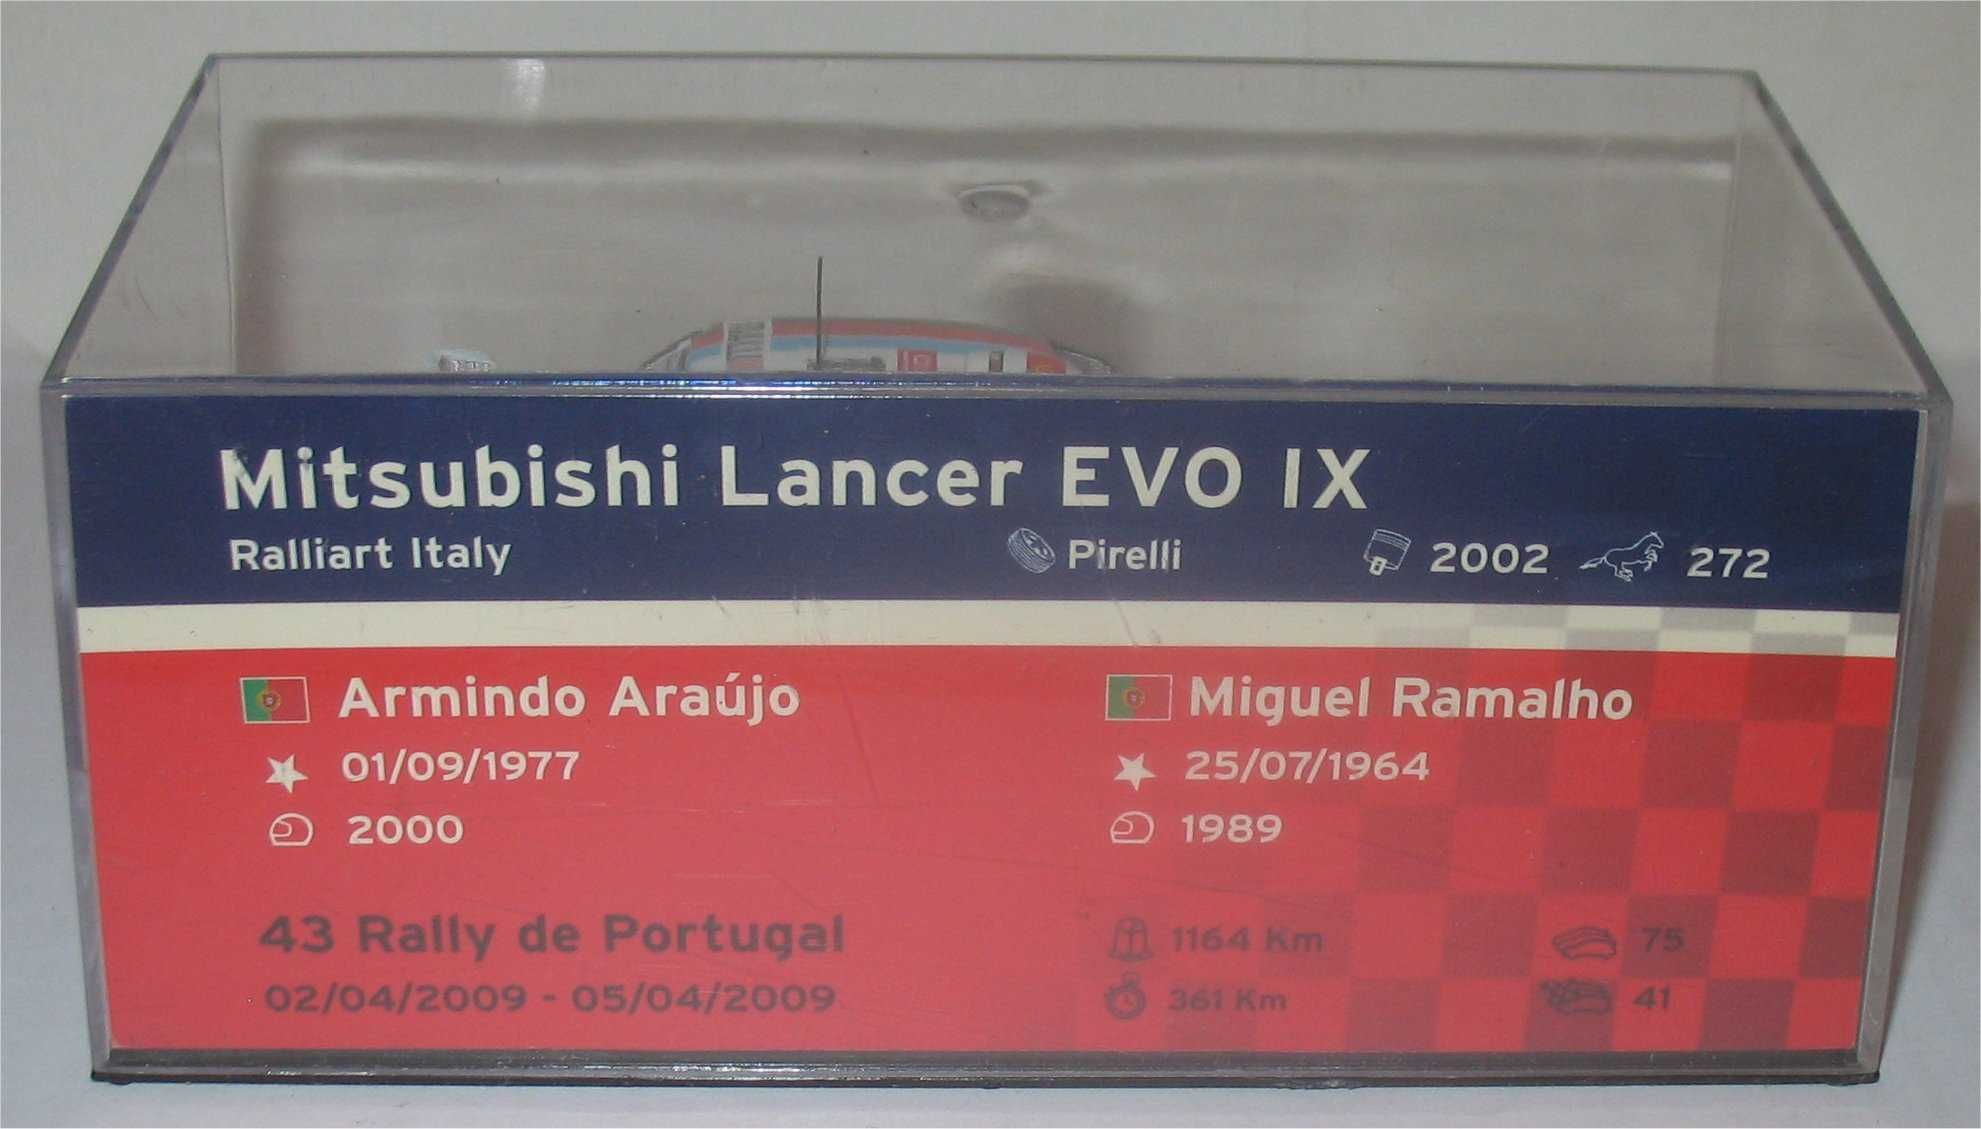 Mitsubishi Lancer EVO IX
Ralliart Italy Pirelli 2002 272
Armindo Araújo Miguel Ramalho
01/09/1977 25/07/1964
2000 1989
43 Rally de Portugal 1164 Km 75
02/04/2009 - 05/04/2009 361 Km 41